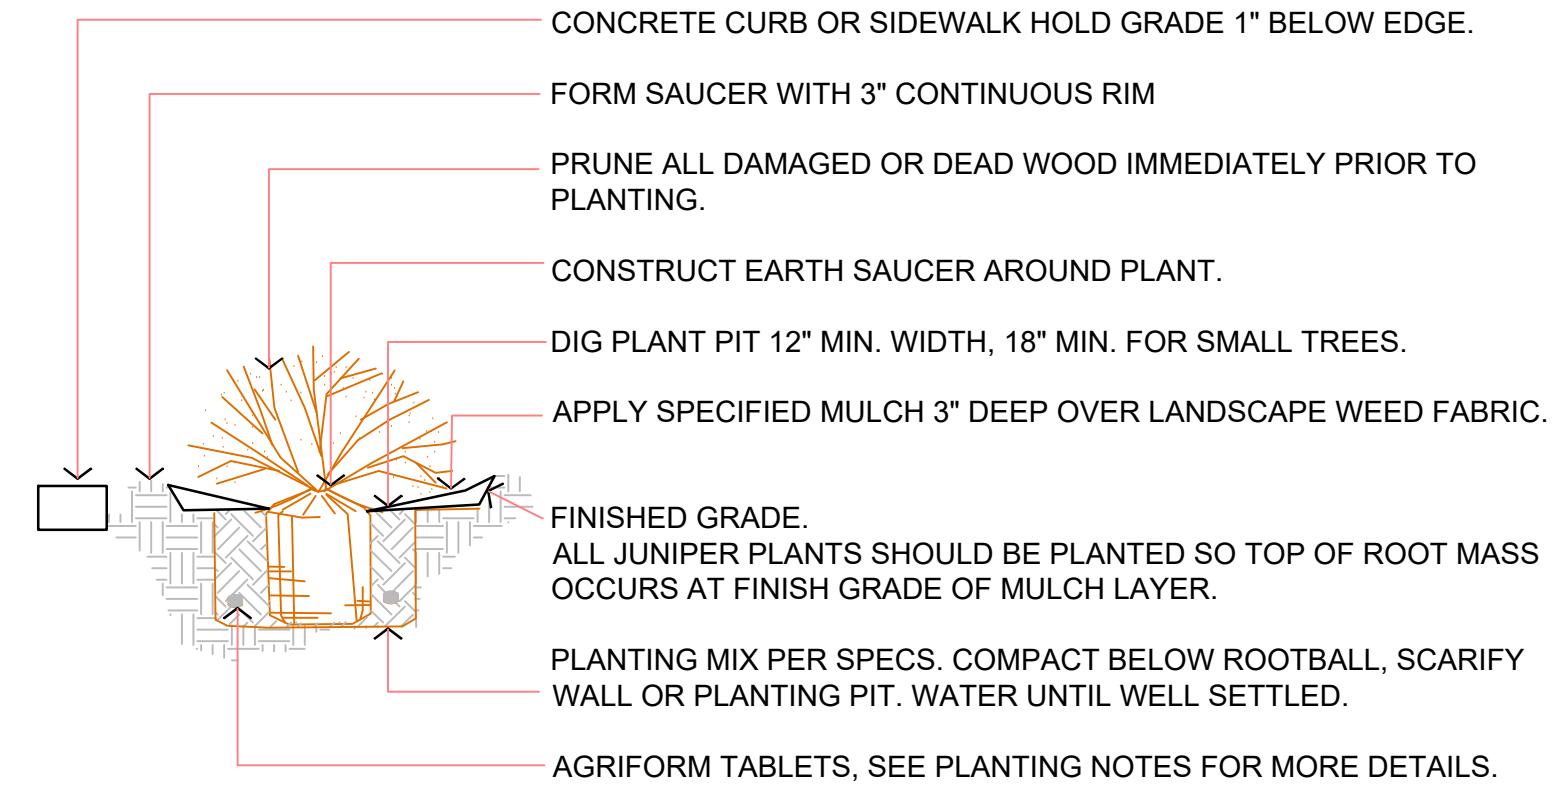 CONCRETE CURB OR SIDEWALK HOLD GRADE 1" BELOW EDGE.
FORM SAUCER WITH 3" CONTINUOUS RIM
PRUNE ALL DAMAGED OR DEAD WOOD IMMEDIATELY PRIOR TO
PLANTING.
CONSTRUCT EARTH SAUCER AROUND PLANT.
DIG PLANT PIT 12" MIN. WIDTH, 18" MIN. FOR SMALL TREES.
APPLY SPECIFIED MULCH 3" DEEP OVER LANDSCAPE WEED FABRIC.
FINISHED GRADE.
ALL JUNIPER PLANTS SHOULD BE PLANTED SO TOP OF ROOT MASS
OCCURS AT FINISH GRADE OF MULCH LAYER.
PLANTING MIX PER SPECS. COMPACT BELOW ROOTBALL, SCARIFY
WALL OR PLANTING PIT. WATER UNTIL WELL SETTLED.
AGRIFORM TABLETS, SEE PLANTING NOTES FOR MORE DETAILS.